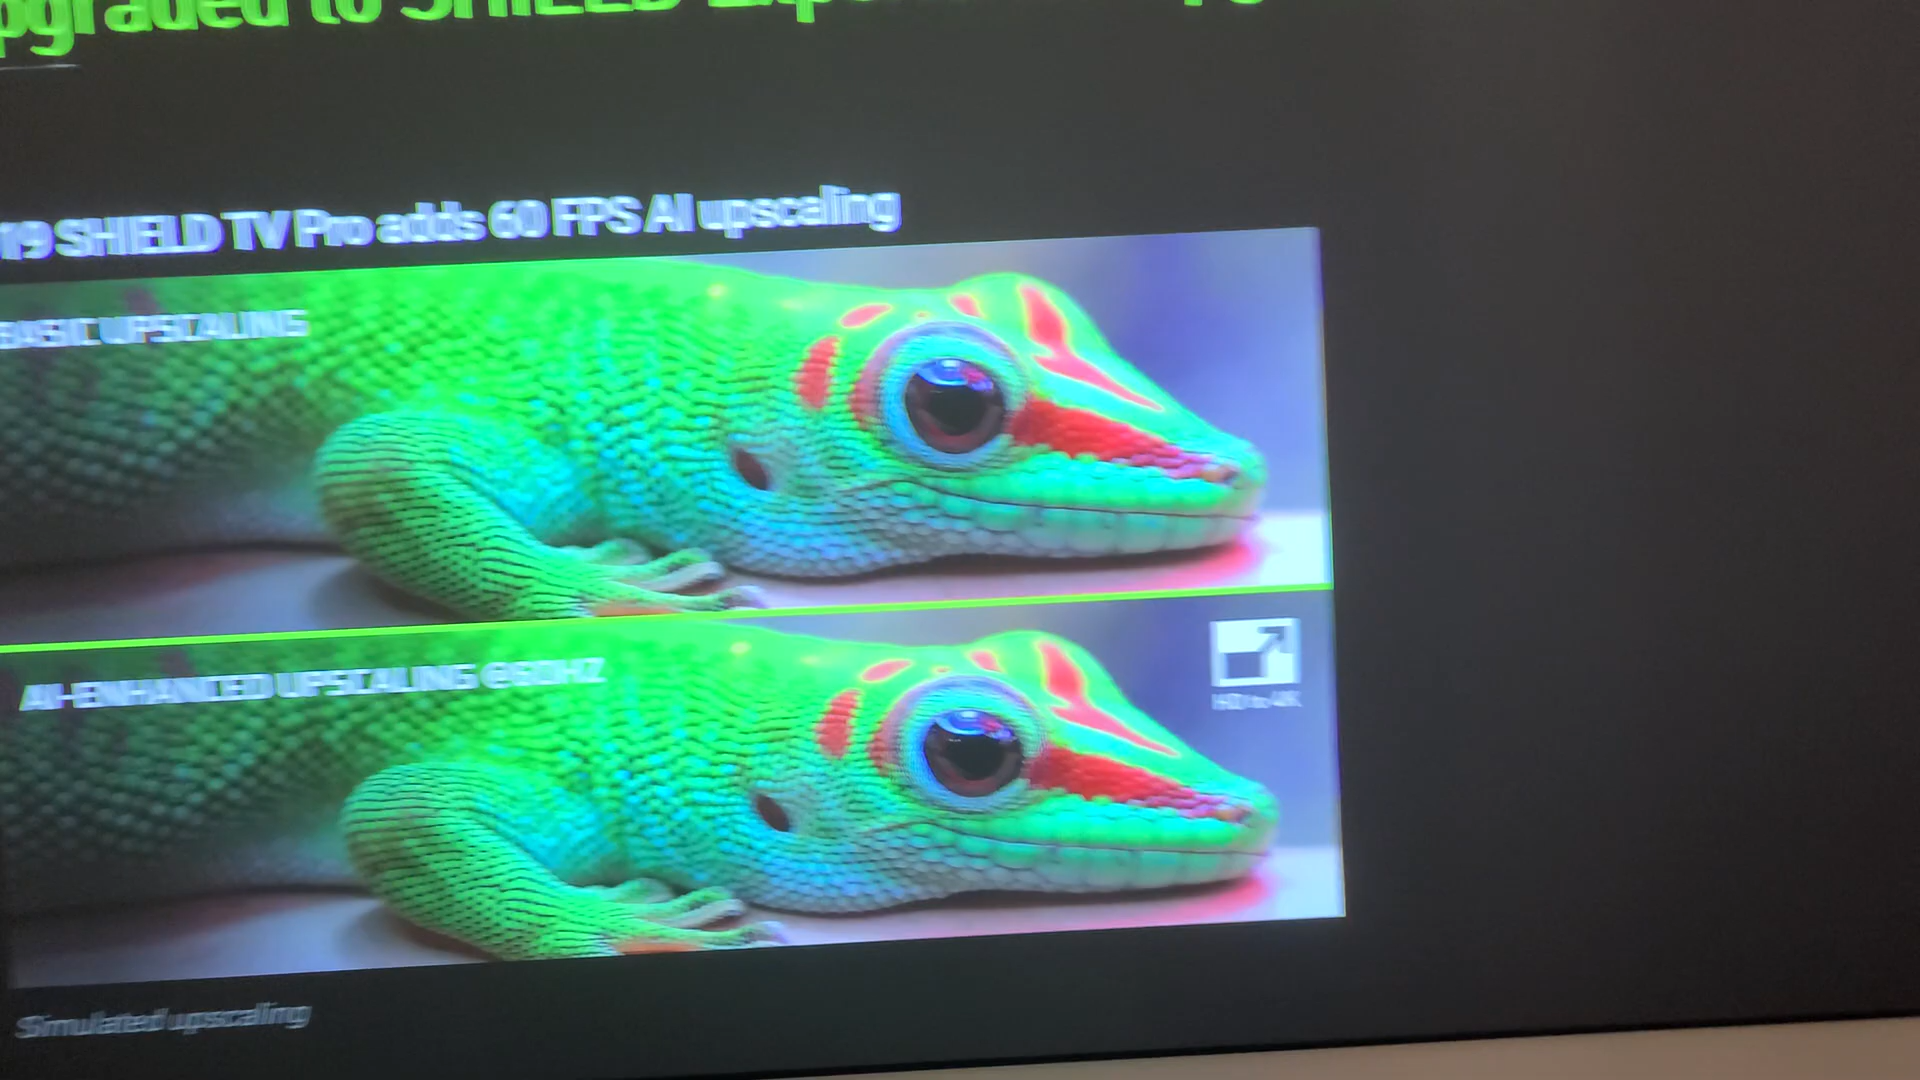 pgraded to SHIELD
19 SHIELD TV Pro adds 60 FPS AI upscaling
BASIC UPSCALING
AI-ENHANCED UPSCALING @60HZ
HD to 4K
Simulated upscaling